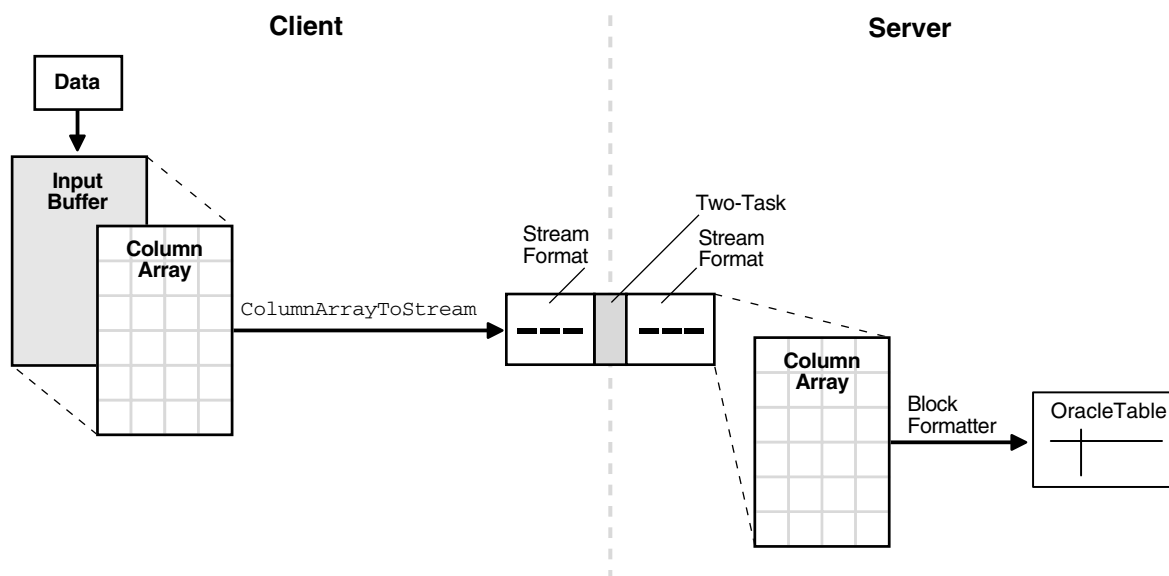 Client
Server
Data
Input
Buffer
Column
Array
ColumnArrayToStream
Stream
Format
Two-Task
Stream
Format
Column
Array
Block
Formatter
OracleTable